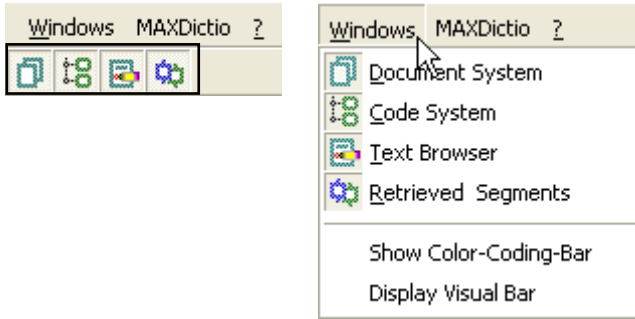 Windows MAXDictio ?
Windows MAXDictio ?
Document System
Code System
Text Browser
Retrieved Segments
Show Color-Coding-Bar
Display Visual Bar